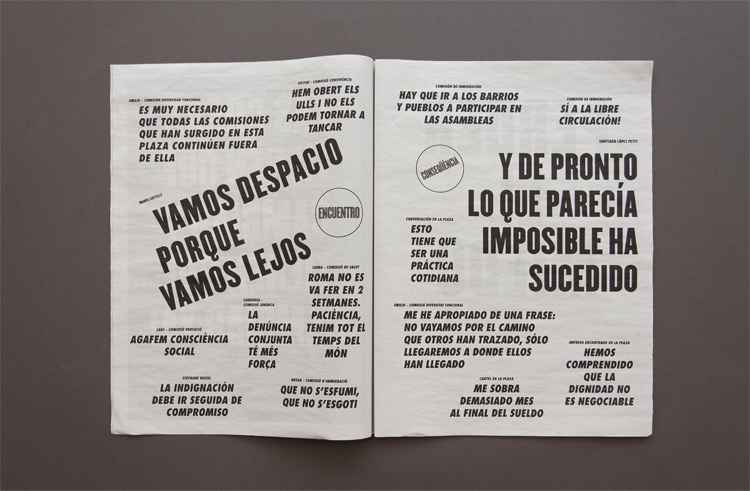 EMILIO – COMISIÓN DIVERSIDAD FUNCIONAL
ES MUY NECESARIO
QUE TODAS LAS COMISIONES
QUE HAN SURGIDO EN ESTA
PLAZA CONTINÚEN FUERA
DE ELLA
VICTOR – COMISSIÓ CONVIVÈNCIA
HEM OBERT ELS
ULLS I NO ELS
PODEM TORNAR A
TANCAR
MANUEL CASTELLS
VAMOS DESPACIO
PORQUE
VAMOS LEJOS
ENCUENTRO
LAURA – COMISSIÓ DE SALUT
ROMA NO ES
VA FER EN 2
SETMANES.
PACIÈNCIA,
TENIM TOT EL
TEMPS DEL
MÓN
COMISSIÓ JURÍDICA
LA
DENÚNCIA
CONJUNTA
TÉ MÉS
FORÇA
LAUS – COMISSIÓ EDUCACIÓ
AGAFEM CONSCIÈNCIA
SOCIAL
STEPHANE HESSEL
LA INDIGNACIÓN
DEBE IR SEGUIDA DE
COMPROMISO
BRYAN – COMISSIÓ D'IMMIGRACIÓ
QUE NO S'ESFUMI,
QUE NO S'ESGOTI
COMISIÓN DE INMIGRACIÓN
HAY QUE IR A LOS BARRIOS
Y PUEBLOS A PARTICIPAR EN
LAS ASAMBLEAS
COMISIÓN DE INMIGRACIÓN
SÍ A LA LIBRE
CIRCULACIÓN!
SANTIAGO LÓPEZ PETIT
Y DE PRONTO
LO QUE PARECÍA
IMPOSIBLE HA
SUCEDIDO
CONSEQÜÈNCIA
CONVERSACIÓN EN LA PLAZA
ESTO
TIENE QUE
SER UNA
PRÁCTICA
COTIDIANA
EMILIO – COMISSIÓ DIVERSITAT FUNCIONAL
ME HE APROPIADO DE UNA FRASE:
NO VAYAMOS POR EL CAMINO
QUE OTROS HAN TRAZADO, SÓLO
LLEGAREMOS A DONDE ELLOS
HAN LLEGADO
IMPRESO ENCONTRADO EN LA PLAZA
HEMOS
COMPRENDIDO
QUE LA
DIGNIDAD NO
ES NEGOCIABLE
CARTEL EN LA PLAZA
ME SOBRA
DEMASIADO MES
AL FINAL DEL SUELDO